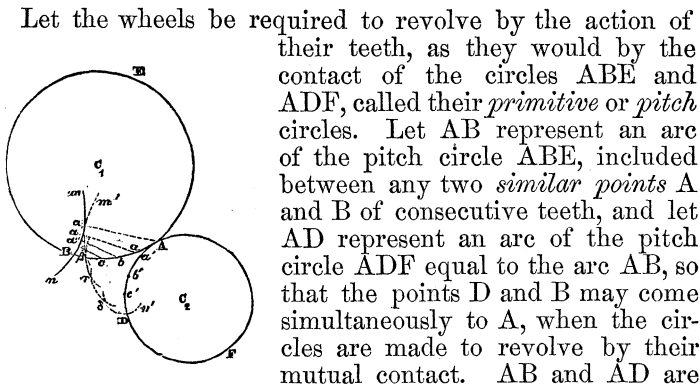 Let the wheels be required to revolve by the action of
their teeth, as they would by the
contact of the circles ABE and
ADF, called their primitive or pitch
circles. Let AB represent an arc
of the pitch circle ABE, included
between any two similar points A
and B of consecutive teeth, and let
AD represent an arc of the pitch
circle ADF equal to the arc AB, so
that the points D and B may come
simultaneously to A, when the cir-
cles are made to revolve by their
mutual contact. AB and AD are
E
C₁
m
m'
A
B
a
b
c
b'
c'
n
n'
D
C₂
F